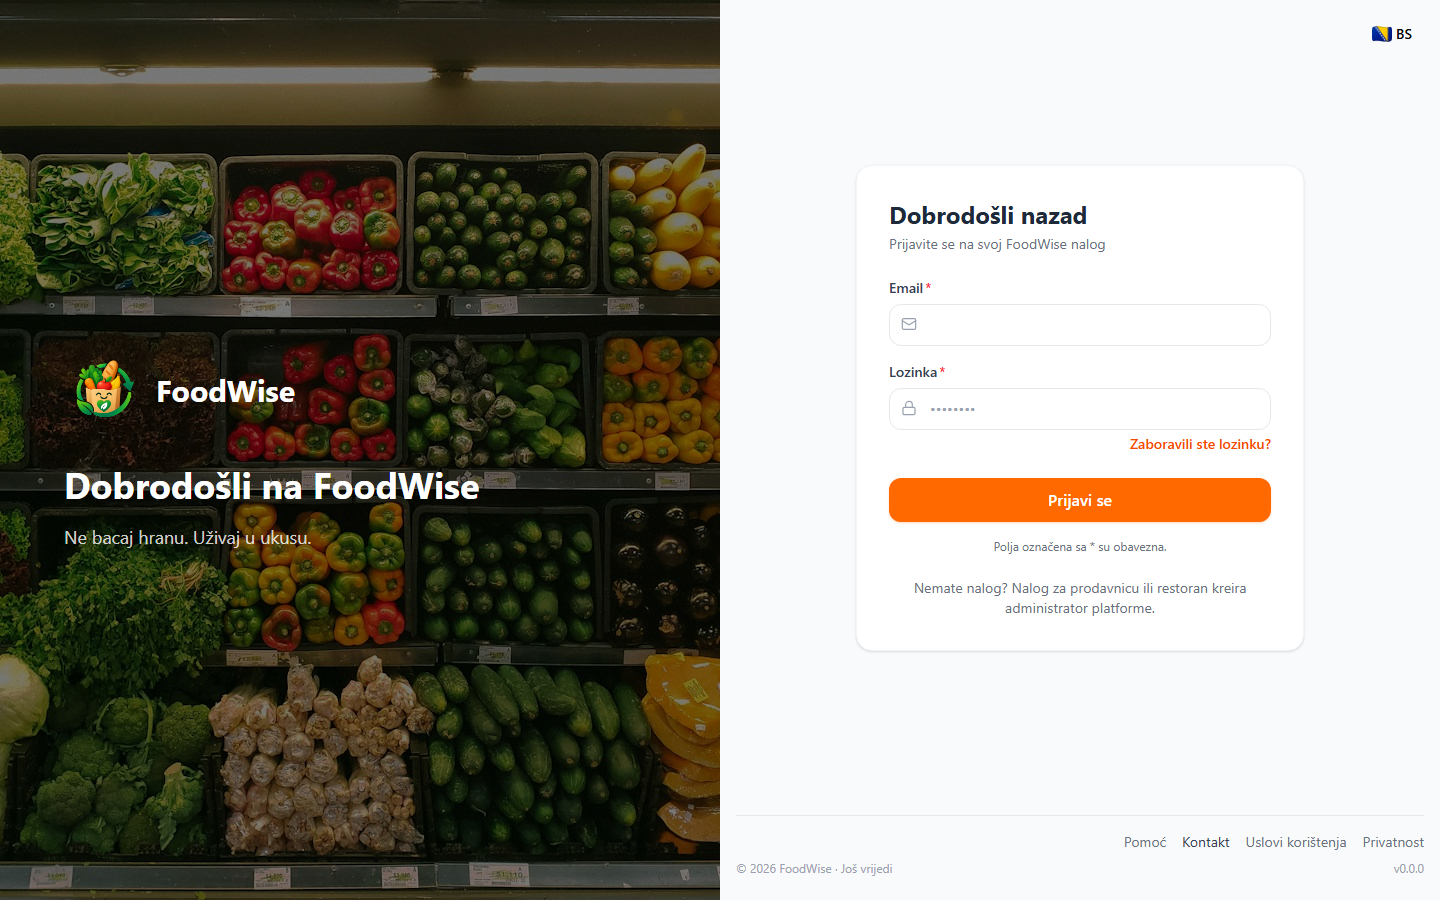 FoodWise
Dobrodošli na FoodWise
Ne bacaj hranu. Uživaj u ukusu.
BS
Dobrodošli nazad
Prijavite se na svoj FoodWise nalog
Email *
Lozinka *
••••••••
Zaboravili ste lozinku?
Prijavi se
Polja označena sa * su obavezna.
Nemate nalog? Nalog za prodavnicu ili restoran kreira
administrator platforme.
Pomoć Kontakt Uslovi korištenja Privatnost
© 2026 FoodWise · Još vrijedi
v0.0.0